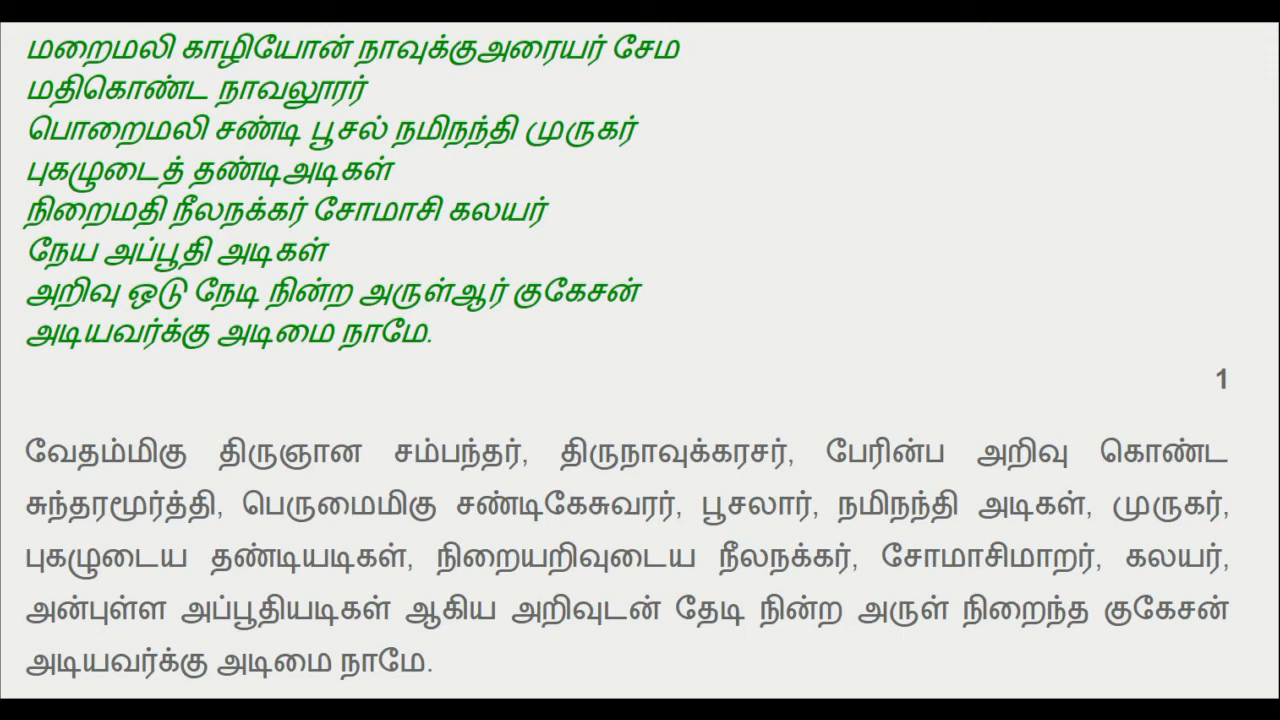 மறைமலி காழியோன் நாவுக்குஅரையர் சேம
மதிகொண்ட நாவலூரர்
பொறைமலி சண்டி பூசல் நமிநந்தி முருகர்
புகழுடைத் தண்டிஅடிகள்
நிறைமதி நீலநக்கர் சோமாசி கலயர்
நேய அப்பூதி அடிகள்
அறிவு ஒடு நேடி நின்ற அருள்ஆர் குகேசன்
அடியவர்க்கு அடிமை நாமே.
1
வேதம்மிகு திருஞான சம்பந்தர், திருநாவுக்கரசர், பேரின்ப அறிவு கொண்ட
சுந்தரமூர்த்தி, பெருமைமிகு சண்டிகேசுவரர், பூசலார், நமிநந்தி அடிகள், முருகர்,
புகழுடைய தண்டியடிகள், நிறையறிவுடைய நீலநக்கர், சோமாசிமாறர், கலயர்,
அன்புள்ள அப்பூதியடிகள் ஆகிய அறிவுடன் தேடி நின்ற அருள் நிறைந்த குகேசன்
அடியவர்க்கு அடிமை நாமே.